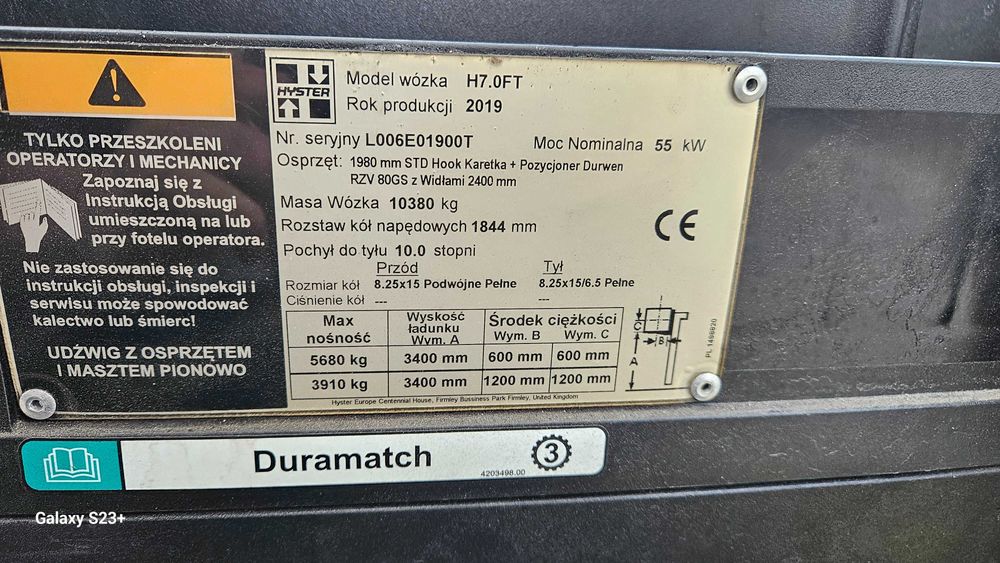 TYLKO PRZESZKOLENI
OPERATORZY I MECHANICY
Zapoznaj się z
Instrukcją Obsługi
umieszczoną na lub
przy fotelu operatora.
Nie zastosowanie się do
instrukcji obsługi, inspekcji i
serwisu może spowodować
kalectwo lub śmierc!
UDŹWIG Z OSPRZĘTEM
I MASZTEM PIONOWO
HYSTER
Model wózka H7.0FT
Rok produkcji 2019
Nr. seryjny L006E01900T Moc Nominalna 55 kW
Osprzęt: 1980 mm STD Hook Karetka + Pozycjoner Durwen
RZV 80GS z Widłami 2400 mm
Masa Wózka 10380 kg
Rozstaw kół napędowych 1844 mm
Pochył do tyłu 10.0 stopni
Przód Tył
Rozmiar kół 8.25x15 Podwójne Pełne 8.25x15/6.5 Pełne
Ciśnienie kół --- ---
CE
Max nośność Wyskość ładunku Wym. A Środek ciężkości Wym. B Wym. C
5680 kg 3400 mm 600 mm 600 mm
3910 kg 3400 mm 1200 mm 1200 mm
C
B
A
PL 1498820
Hyster Europe Centennial House, Firmley Bussiness Park Firmley, United Kingdom
Duramatch
4203498.00
3
Galaxy S23+